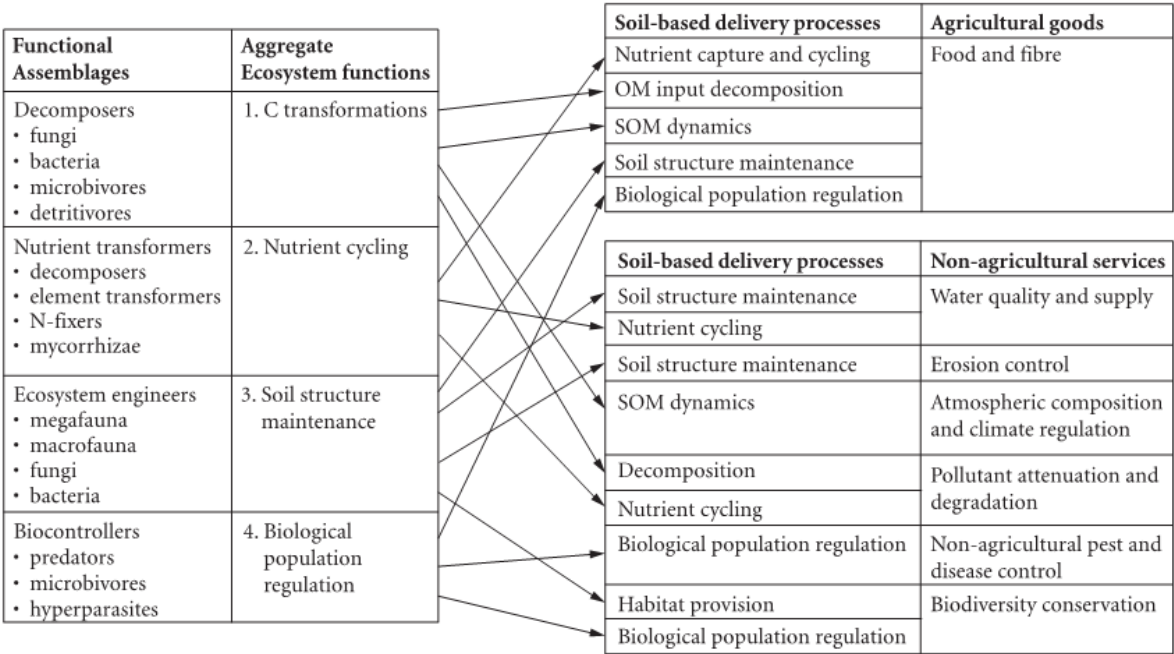 Functional
Assemblages
Aggregate
Ecosystem functions
Decomposers
• fungi
• bacteria
• microbivores
• detritivores
1. C transformations
Nutrient transformers
• decomposers
• element transformers
• N-fixers
• mycorrhizae
2. Nutrient cycling
Ecosystem engineers
• megafauna
• macrofauna
• fungi
• bacteria
3. Soil structure
maintenance
Biocontrollers
• predators
• microbivores
• hyperparasites
4. Biological
population
regulation
Soil-based delivery processes
Agricultural goods
Nutrient capture and cycling
Food and fibre
OM input decomposition
SOM dynamics
Soil structure maintenance
Biological population regulation
Soil-based delivery processes
Non-agricultural services
Soil structure maintenance
Water quality and supply
Nutrient cycling
Soil structure maintenance
Erosion control
SOM dynamics
Atmospheric composition
and climate regulation
Decomposition
Pollutant attenuation and
degradation
Nutrient cycling
Biological population regulation
Non-agricultural pest and
disease control
Habitat provision
Biodiversity conservation
Biological population regulation